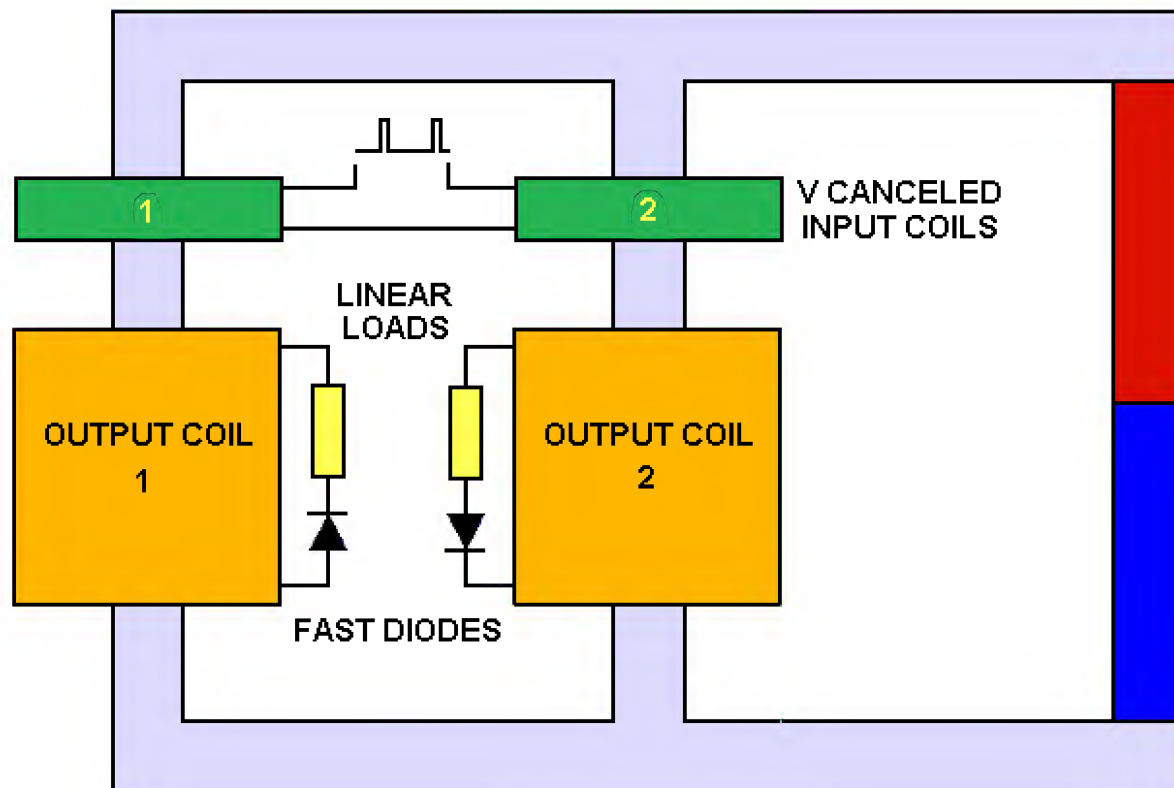 1
2
V CANCELED
INPUT COILS
LINEAR
LOADS
OUTPUT COIL
1
OUTPUT COIL
2
FAST DIODES